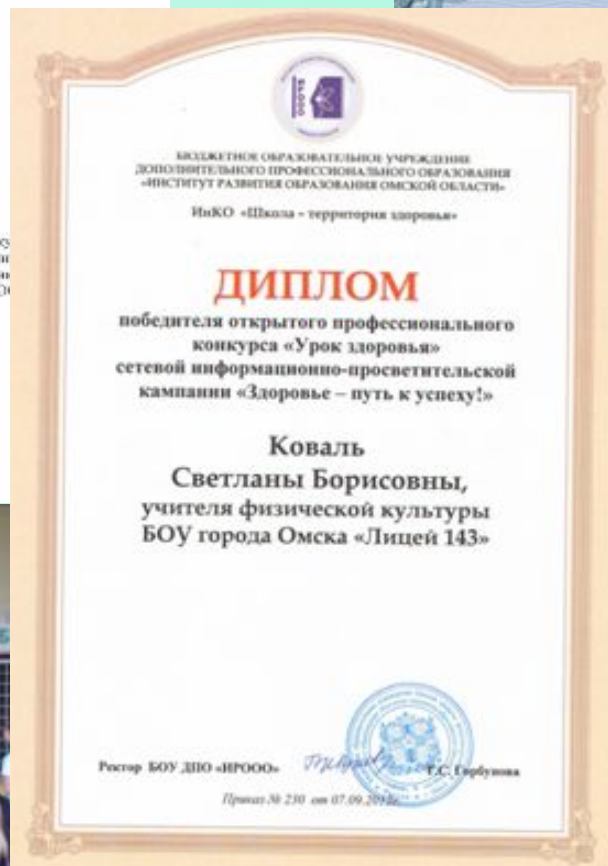 БЮДЖЕТНОЕ ОБРАЗОВАТЕЛЬНОЕ УЧРЕЖДЕНИЕ
ДОПОЛНИТЕЛЬНОГО ПРОФЕССИОНАЛЬНОГО ОБРАЗОВАНИЯ
«ИНСТИТУТ РАЗВИТИЯ ОБРАЗОВАНИЯ ОМСКОЙ ОБЛАСТИ»
ИнКО «Школа – территория здоровья»
ДИПЛОМ
победителя открытого профессионального
конкурса «Урок здоровья»
сетевой информационно-просветительской
кампании «Здоровье – путь к успеху!»
Коваль
Светланы Борисовны,
учителя физической культуры
БОУ города Омска «Лицей 143»
Ректор БОУ ДПО «ИРООО»
Г.С. Горбунова
Приказ № 230 от 07.09.